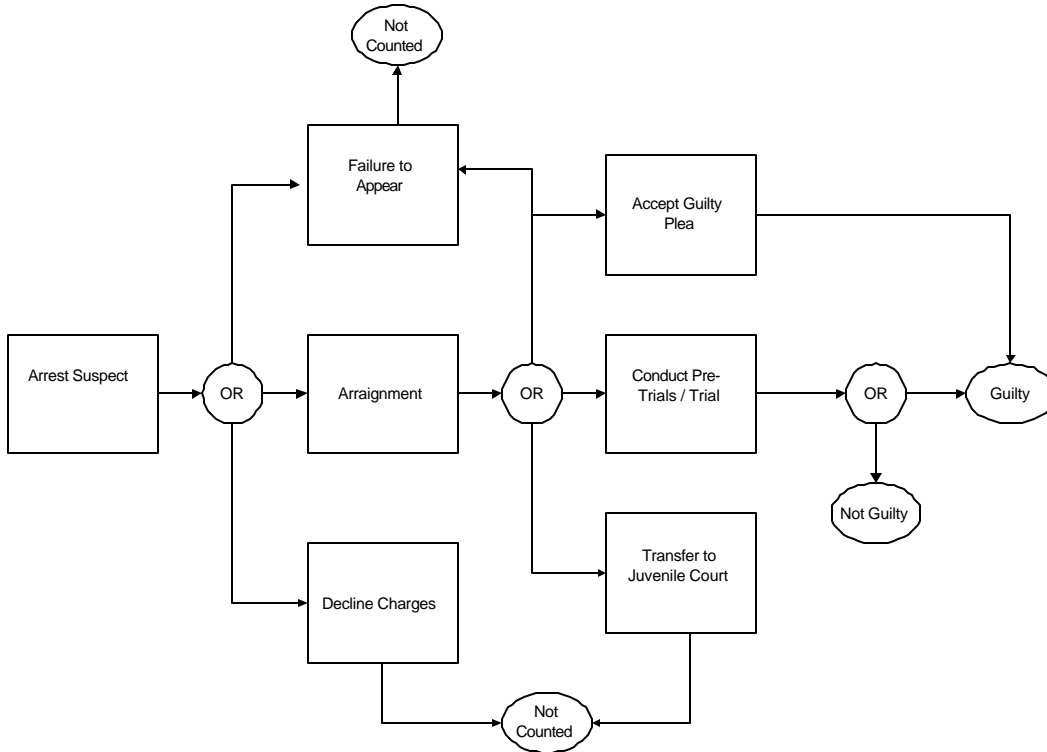 Not
Counted
Failure to
Appear
Accept Guilty
Plea
Arrest Suspect
OR
Arraignment
OR
Conduct Pre-
Trials / Trial
OR
Guilty
Not Guilty
Decline Charges
Transfer to
Juvenile Court
Not
Counted